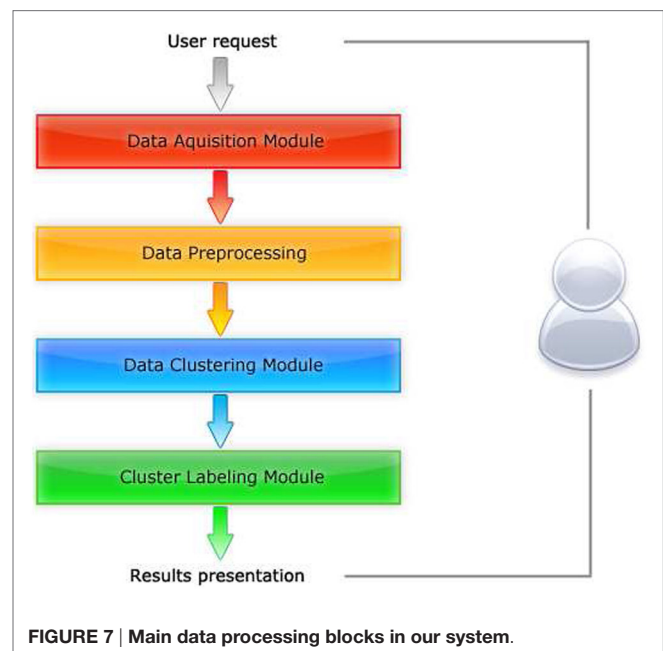 User request
Data Aquisition Module
Data Preprocessing
Data Clustering Module
Cluster Labeling Module
Results presentation
FIGURE 7 | Main data processing blocks in our system.